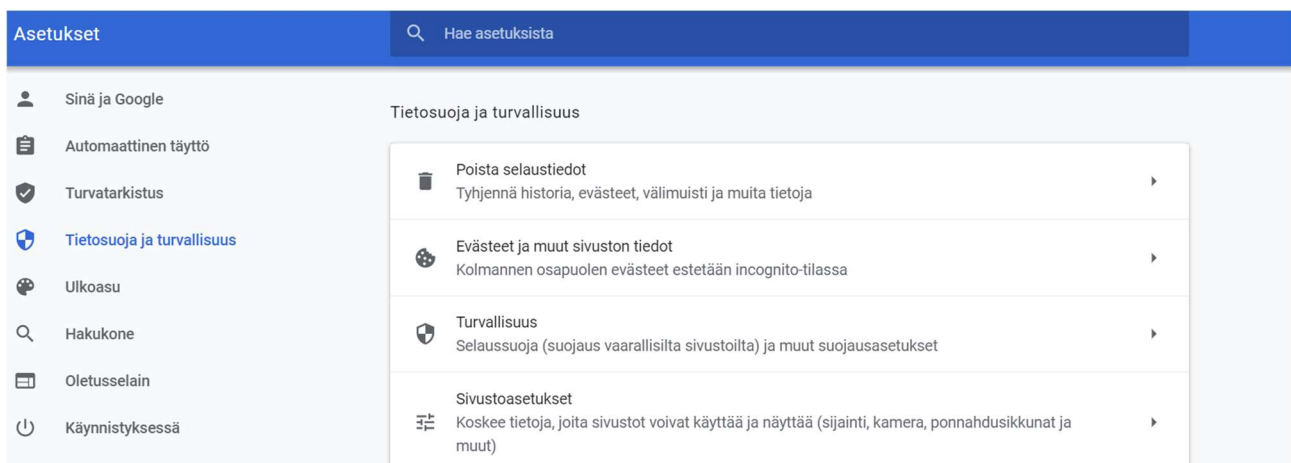 Asetukset
Hae asetuksista
Sinä ja Google
Automaattinen täyttö
Turvatarkistus
Tietosuoja ja turvallisuus
Ulkoasu
Hakukone
Oletusselain
Käynnistyksessä
Tietosuoja ja turvallisuus
Poista selaustiedot
Tyhjennä historia, evästeet, välimuisti ja muita tietoja
Evästeet ja muut sivuston tiedot
Kolmannen osapuolen evästeet estetään incognito-tilassa
Turvallisuus
Selaussuoja (suojaus vaarallisilta sivustoilta) ja muut suojausasetukset
Sivustoasetukset
Koskee tietoja, joita sivustot voivat käyttää ja näyttää (sijainti, kamera, ponnahdusikkunat ja
muut)